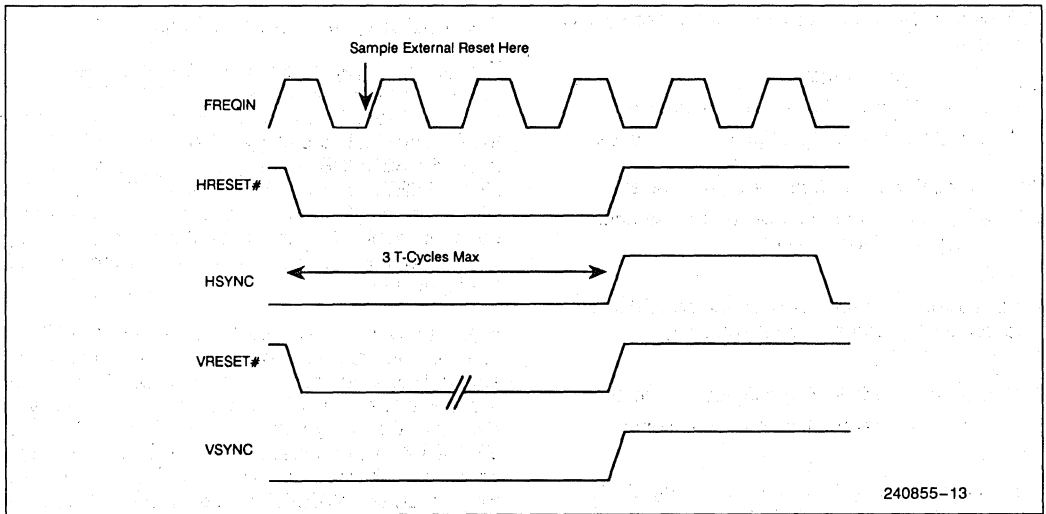 Sample External Reset Here
FREQIN
HRESET#
3 T-Cycles Max
HSYNC
VRESET#
VSYNC
240855–13